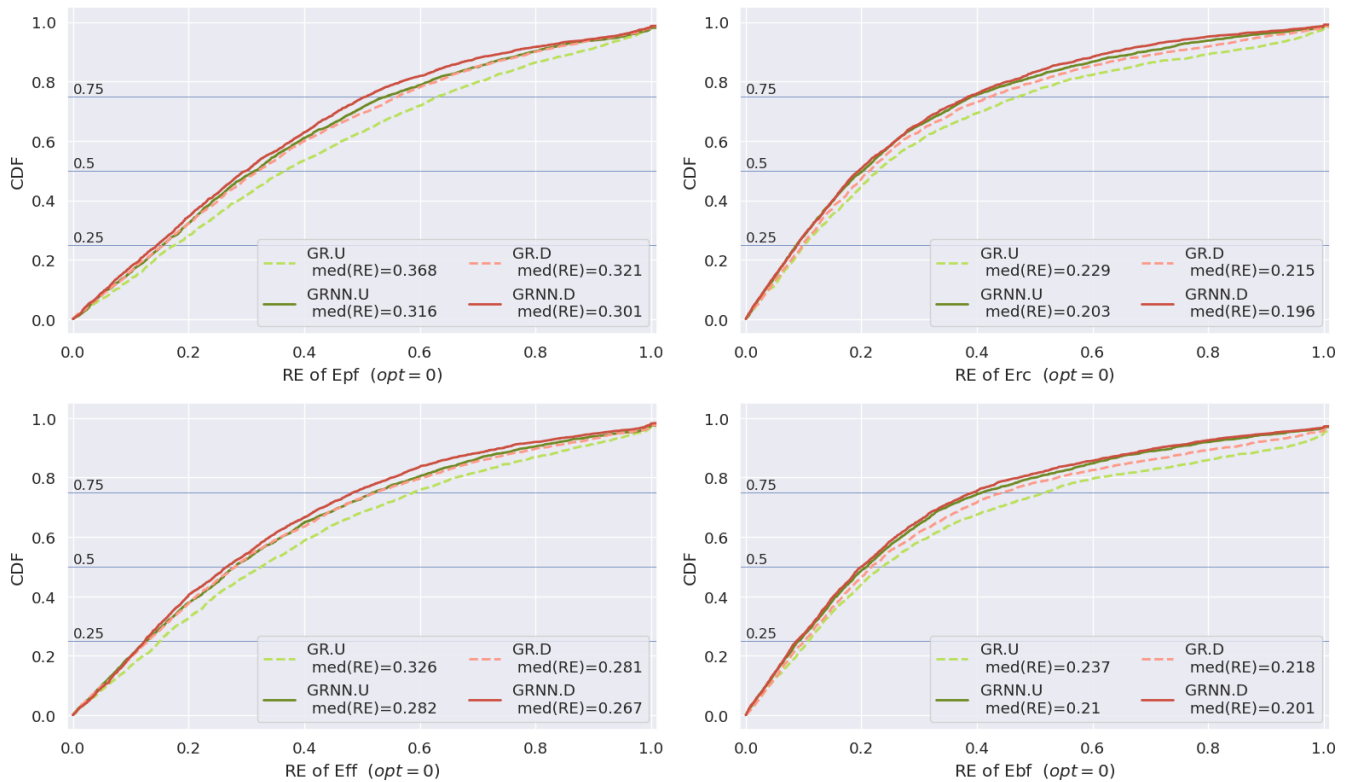 1.0
0.8
0.75
0.6
0.5
0.4
0.25
0.2
0.0
CDF
GR.U
med(RE)=0.368
GRNN.U
med(RE)=0.316
GR.D
med(RE)=0.321
GRNN.D
med(RE)=0.301
0.0 0.2 0.4 0.6 0.8 1.0
RE of Epf (opt = 0)
1.0
0.8
0.75
0.6
0.5
0.4
0.25
0.2
0.0
CDF
GR.U
med(RE)=0.229
GRNN.U
med(RE)=0.203
GR.D
med(RE)=0.215
GRNN.D
med(RE)=0.196
0.0 0.2 0.4 0.6 0.8 1.0
RE of Erc (opt = 0)
1.0
0.8
0.75
0.6
0.5
0.4
0.25
0.2
0.0
CDF
GR.U
med(RE)=0.326
GRNN.U
med(RE)=0.282
GR.D
med(RE)=0.281
GRNN.D
med(RE)=0.267
0.0 0.2 0.4 0.6 0.8 1.0
RE of Eff (opt = 0)
1.0
0.8
0.75
0.6
0.5
0.4
0.25
0.2
0.0
CDF
GR.U
med(RE)=0.237
GRNN.U
med(RE)=0.21
GR.D
med(RE)=0.218
GRNN.D
med(RE)=0.201
0.0 0.2 0.4 0.6 0.8 1.0
RE of Ebf (opt = 0)